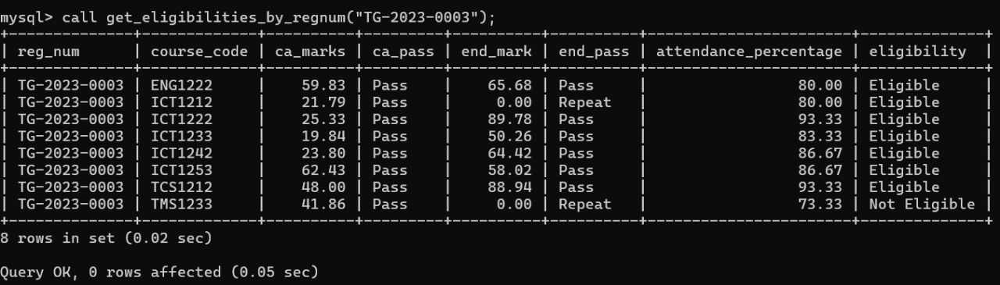 mysql> call get_eligibilities_by_regnum("TG-2023-0003");
+--------------+-------------+----------+---------+----------+----------+-----------------------+--------------+
| reg_num      | course_code | ca_marks | ca_pass | end_mark | end_pass | attendance_percentage | eligibility  |
+--------------+-------------+----------+---------+----------+----------+-----------------------+--------------+
| TG-2023-0003 | ENG1222     |    59.83 | Pass    |    65.68 | Pass     |                 80.00 | Eligible     |
| TG-2023-0003 | ICT1212     |    21.79 | Pass    |     0.00 | Repeat   |                 80.00 | Eligible     |
| TG-2023-0003 | ICT1222     |    25.33 | Pass    |    89.78 | Pass     |                 93.33 | Eligible     |
| TG-2023-0003 | ICT1233     |    19.84 | Pass    |    50.26 | Pass     |                 83.33 | Eligible     |
| TG-2023-0003 | ICT1242     |    23.80 | Pass    |    64.42 | Pass     |                 86.67 | Eligible     |
| TG-2023-0003 | ICT1253     |    62.43 | Pass    |    58.02 | Pass     |                 86.67 | Eligible     |
| TG-2023-0003 | TCS1212     |    48.00 | Pass    |    88.94 | Pass     |                 93.33 | Eligible     |
| TG-2023-0003 | TMS1233     |    41.86 | Pass    |     0.00 | Repeat   |                 73.33 | Not Eligible |
+--------------+-------------+----------+---------+----------+----------+-----------------------+--------------+
8 rows in set (0.02 sec)

Query OK, 0 rows affected (0.05 sec)